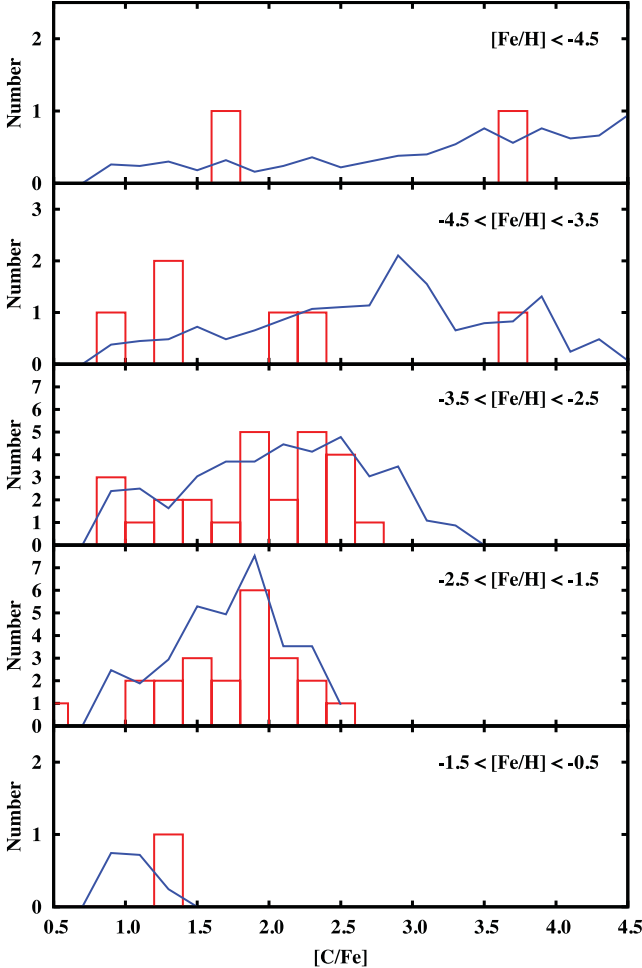 [Fe/H] < -4.5
Number
2
1
0
-4.5 < [Fe/H] < -3.5
Number
3
2
1
0
-3.5 < [Fe/H] < -2.5
Number
7
6
5
4
3
2
1
0
-2.5 < [Fe/H] < -1.5
Number
7
6
5
4
3
2
1
0
-1.5 < [Fe/H] < -0.5
Number
2
1
0
0.5 1.0 1.5 2.0 2.5 3.0 3.5 4.0 4.5
[C/Fe]